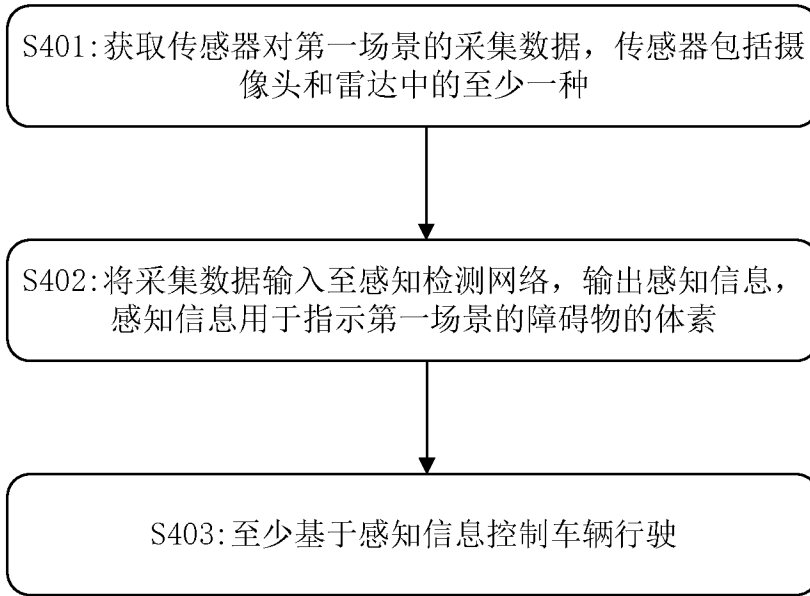 S401:获取传感器对第一场景的采集数据，传感器包括摄
像头和雷达中的至少一种
S402:将采集数据输入至感知检测网络，输出感知信息，
感知信息用于指示第一场景的障碍物的体素
S403:至少基于感知信息控制车辆行驶